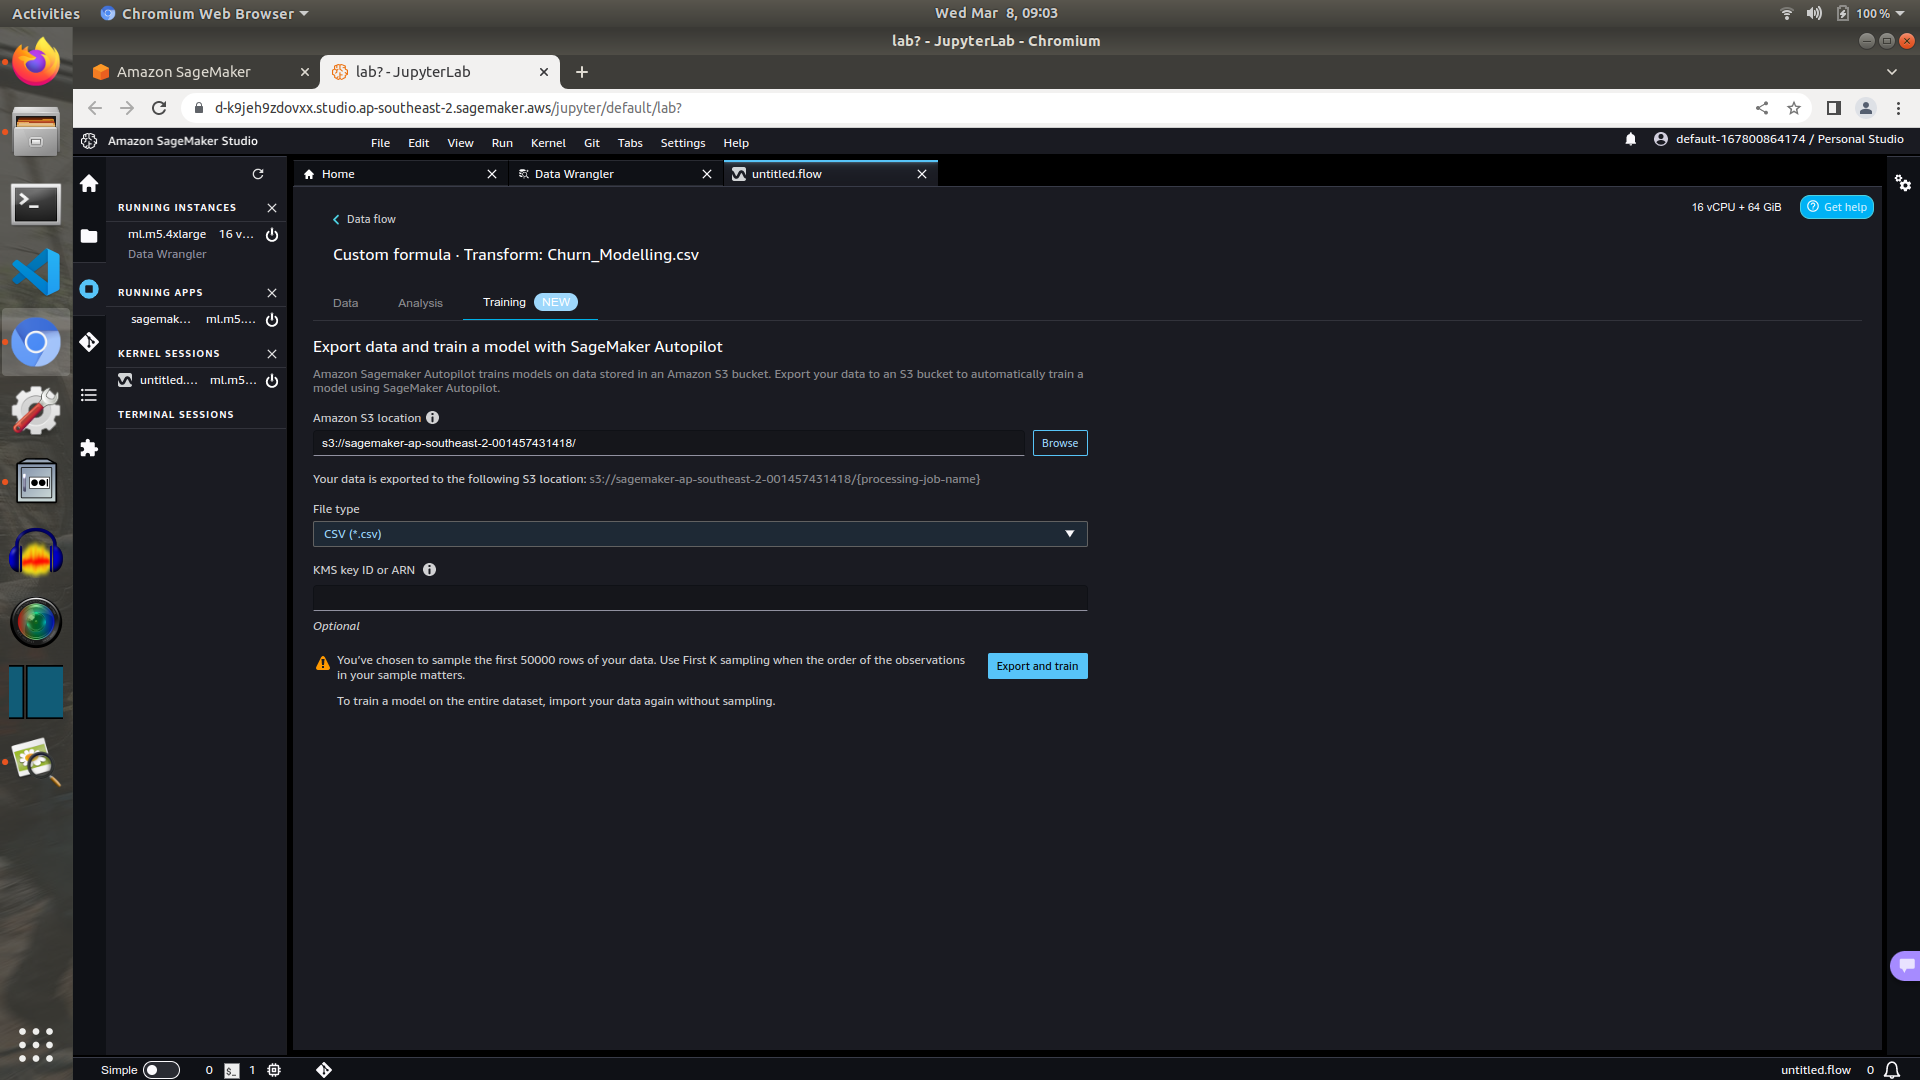 Activities
Chromium Web Browser
Wed Mar 8, 09:03
100 %
lab? - JupyterLab - Chromium
Amazon SageMaker
lab? - JupyterLab
d-k9jeh9zdovxx.studio.ap-southeast-2.sagemaker.aws/jupyter/default/lab?
Amazon SageMaker Studio
File Edit View Run Kernel Git Tabs Settings Help
default-167800864174 / Personal Studio
Home
Data Wrangler
untitled.flow
RUNNING INSTANCES
ml.m5.4xlarge 16 v...
Data Wrangler
RUNNING APPS
sagemak... ml.m5....
KERNEL SESSIONS
untitled.... ml.m5...
TERMINAL SESSIONS
Data flow
16 vCPU + 64 GiB
Get help
Custom formula · Transform: Churn_Modelling.csv
Data Analysis Training NEW
Export data and train a model with SageMaker Autopilot
Amazon Sagemaker Autopilot trains models on data stored in an Amazon S3 bucket. Export your data to an S3 bucket to automatically train a
model using SageMaker Autopilot.
Amazon S3 location
s3://sagemaker-ap-southeast-2-001457431418/
Browse
Your data is exported to the following S3 location: s3://sagemaker-ap-southeast-2-001457431418/{processing-job-name}
File type
CSV (*.csv)
KMS key ID or ARN
Optional
You've chosen to sample the first 50000 rows of your data. Use First K sampling when the order of the observations
in your sample matters.
Export and train
To train a model on the entire dataset, import your data again without sampling.
Simple 0 $_ 1
untitled.flow 0